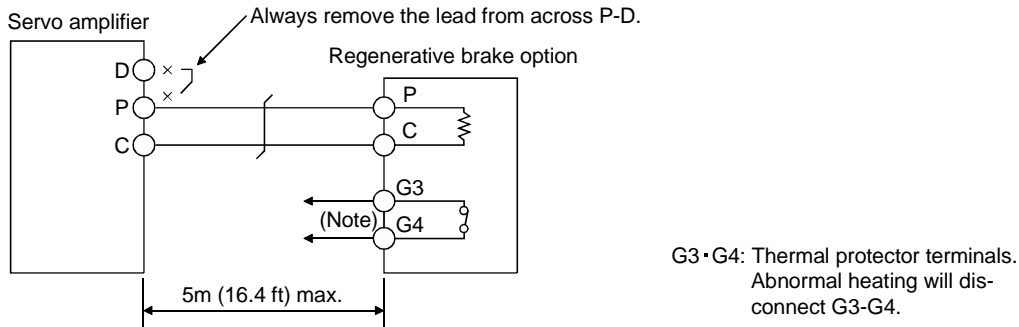 Always remove the lead from across P-D.
Servo amplifier
Regenerative brake option
D
P
P
C
C
G3
(Note)
G4
G3·G4: Thermal protector terminals.
Abnormal heating will dis-
connect G3-G4.
5m (16.4 ft) max.